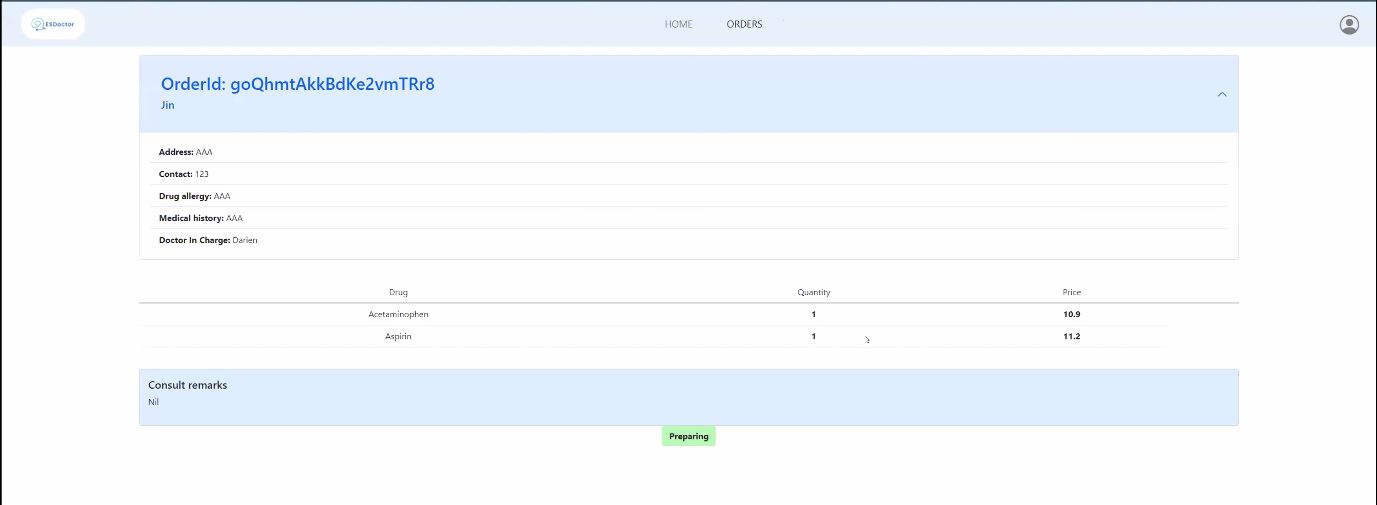 ESDoctor
HOME ORDERS
OrderId: goQhmtAkkBdKe2vmTRr8
Jin
Address: AAA
Contact: 123
Drug allergy: AAA
Medical history: AAA
Doctor In Charge: Darien
Drug Quantity Price
Acetaminophen 1 10.9
Aspirin 1 11.2
Consult remarks
Nil
Preparing